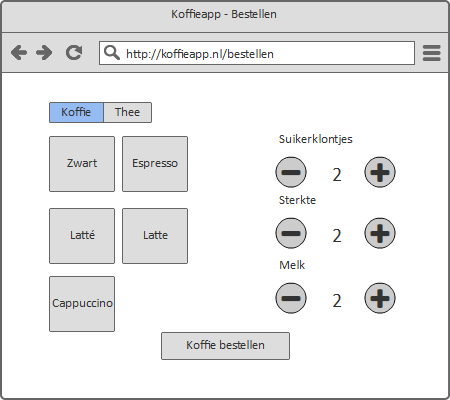 Koffieapp - Bestellen
http://koffieapp.nl/bestellen
Koffie Thee
Zwart Espresso
Latté Latte
Cappuccino
Suikerklontjes
2
Sterkte
2
Melk
2
Koffie bestellen